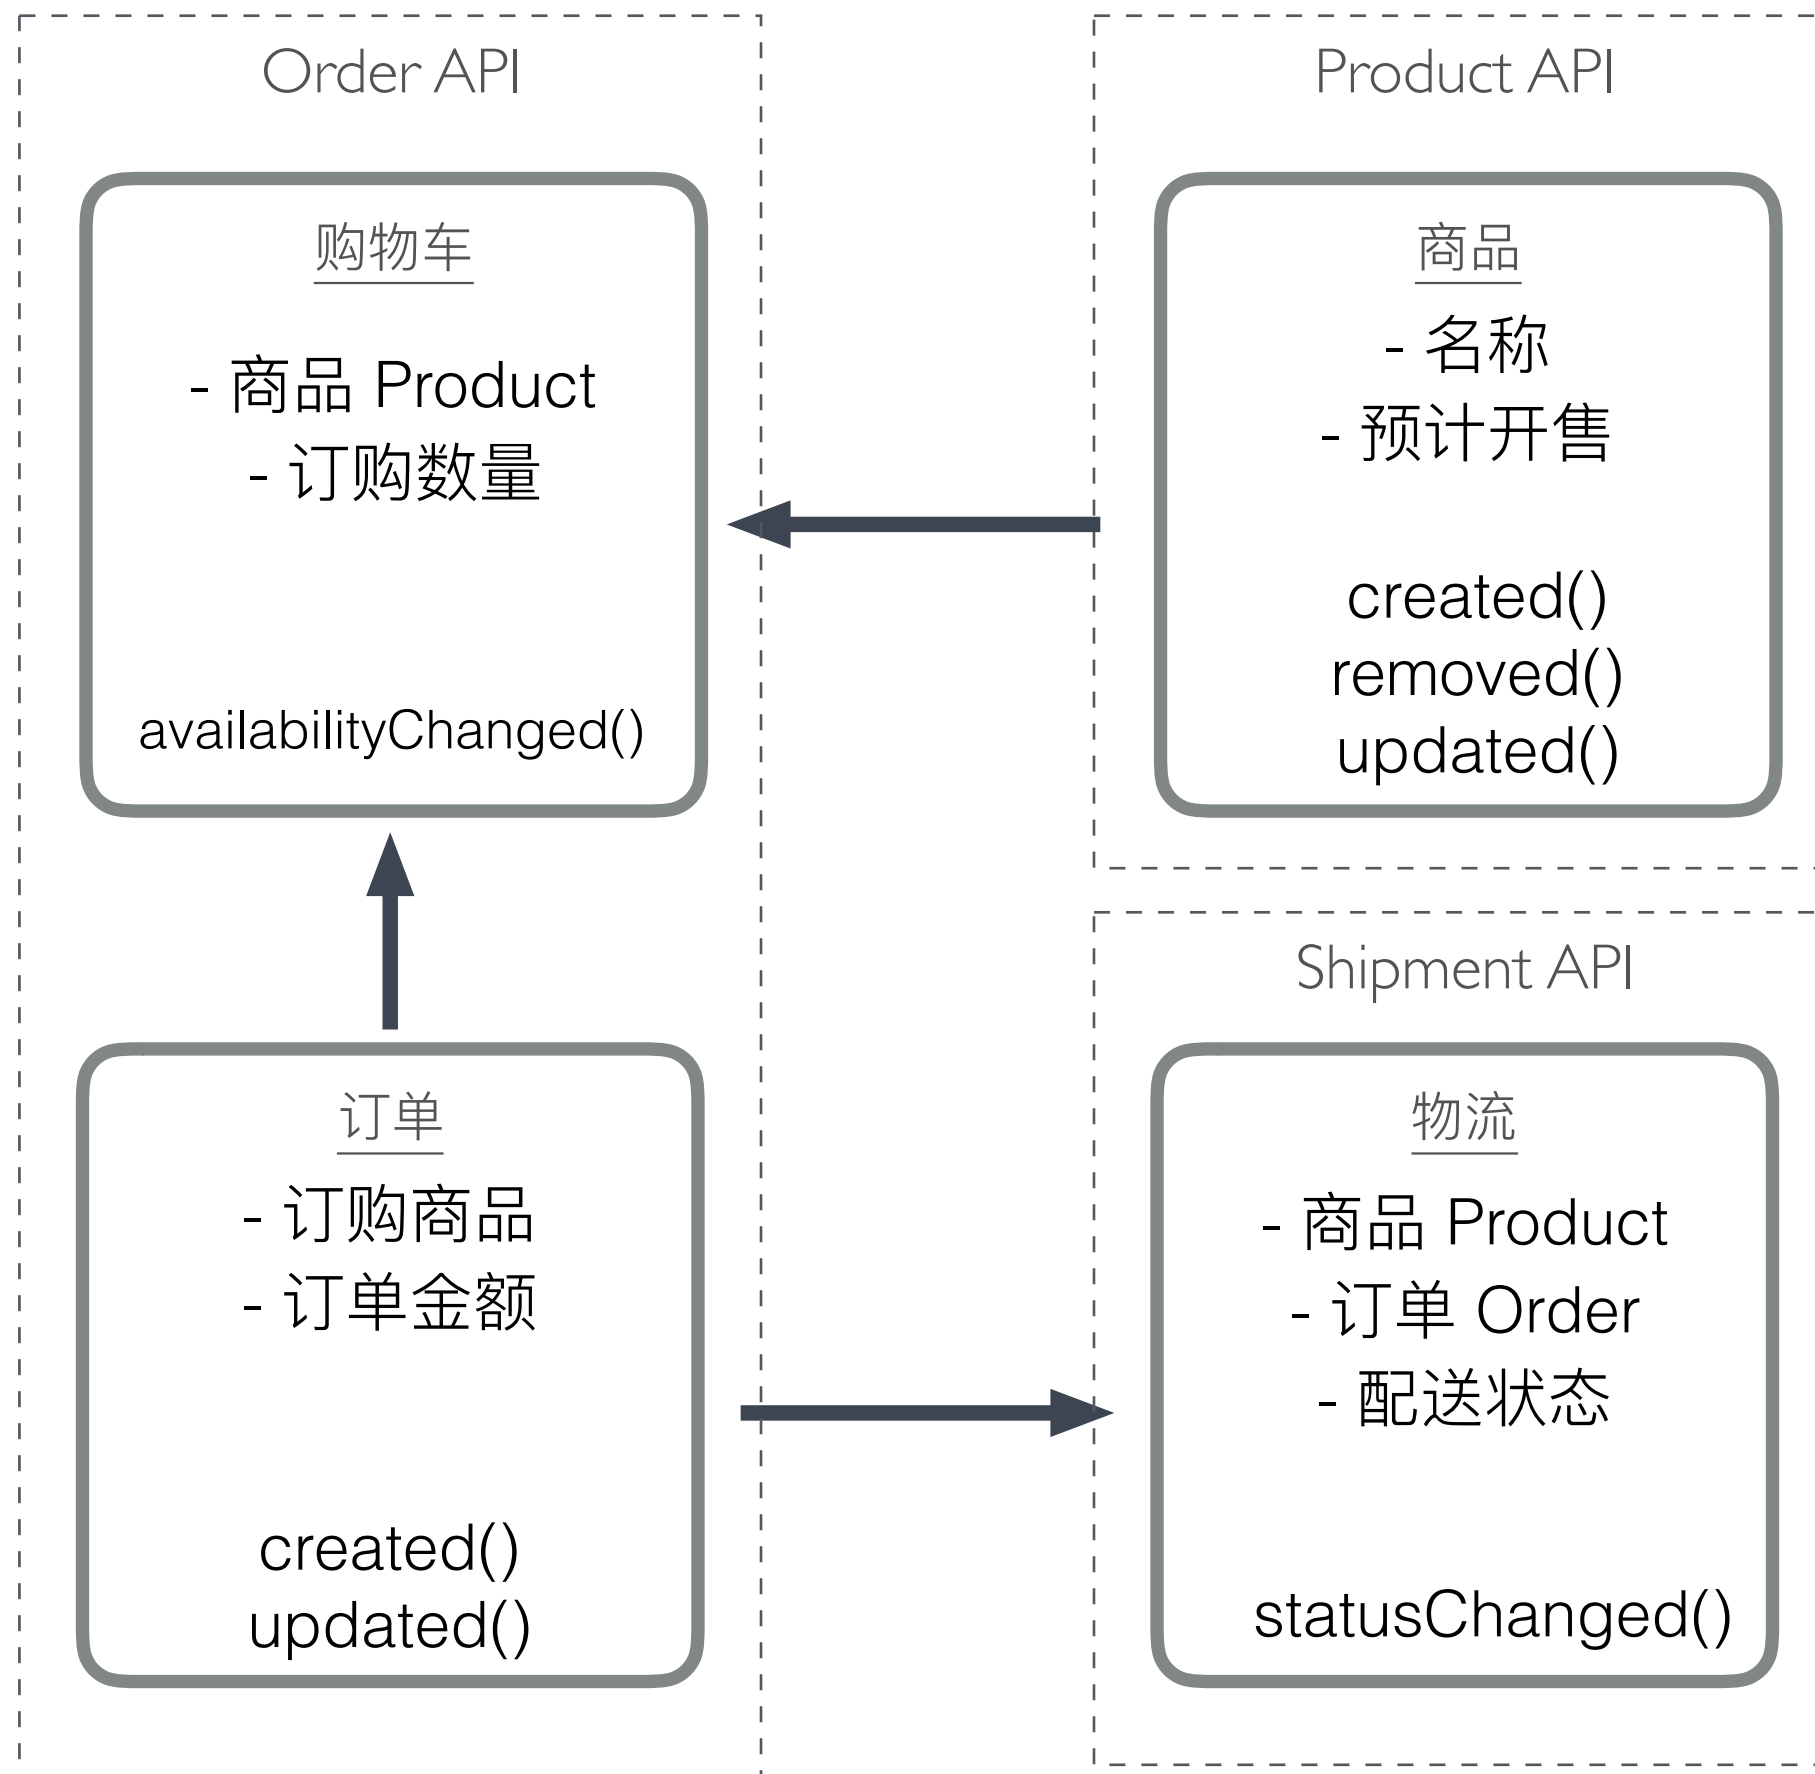 Order API
购物车
- 商品 Product
- 订购数量
availabilityChanged()
订单
- 订购商品
- 订单金额
created()
updated()
Product API
商品
- 名称
- 预计开售
created()
removed()
updated()
Shipment API
物流
- 商品 Product
- 订单 Order
- 配送状态
statusChanged()